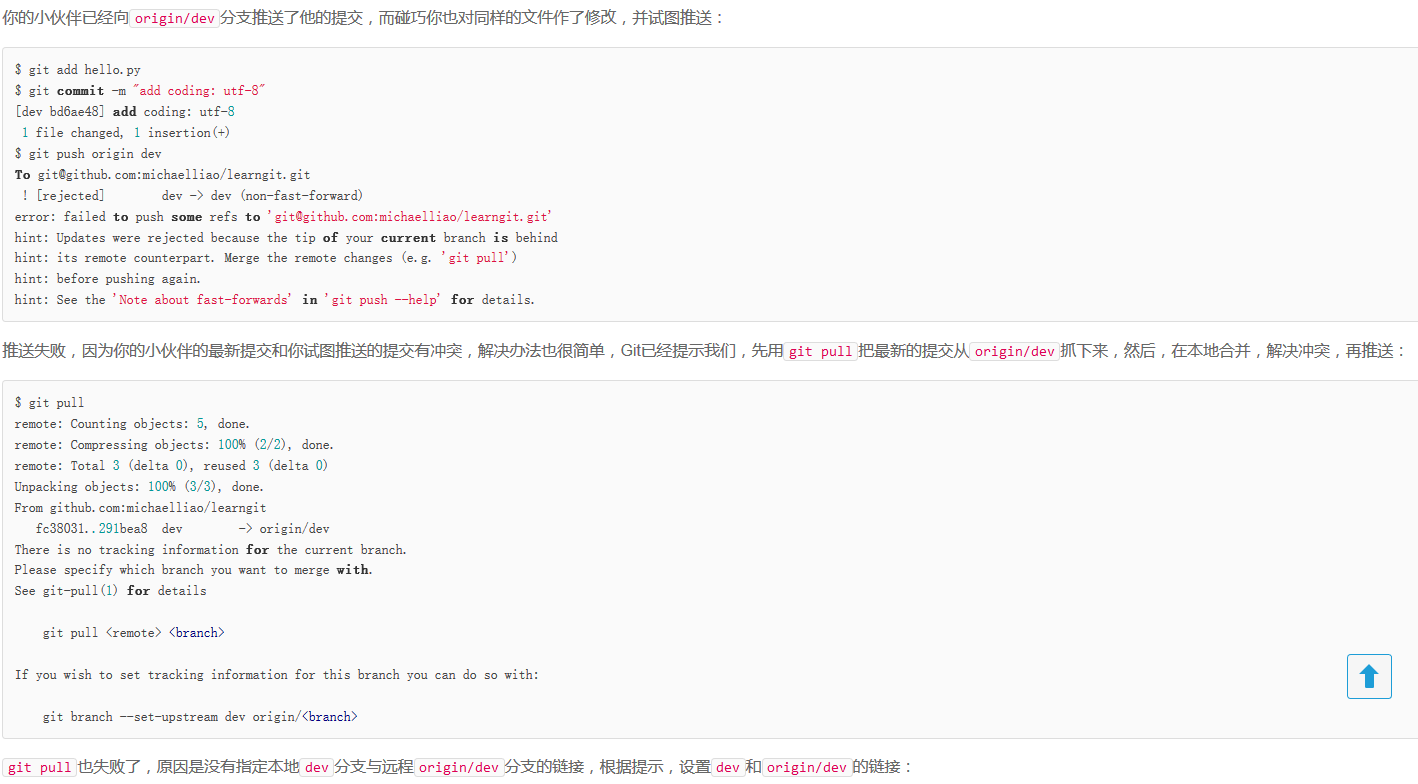 你的小伙伴已经向origin/dev分支推送了他的提交，而碰巧你也对同样的文件作了修改，并试图推送：
$ git add hello.py
$ git commit -m "add coding: utf-8"
[dev bd6ae48] add coding: utf-8
 1 file changed, 1 insertion(+)
$ git push origin dev
To git@github.com:michaelliao/learngit.git
 ! [rejected]        dev -> dev (non-fast-forward)
error: failed to push some refs to 'git@github.com:michaelliao/learngit.git'
hint: Updates were rejected because the tip of your current branch is behind
hint: its remote counterpart. Merge the remote changes (e.g. 'git pull')
hint: before pushing again.
hint: See the 'Note about fast-forwards' in 'git push --help' for details.
推送失败，因为你的小伙伴的最新提交和你试图推送的提交有冲突，解决办法也很简单，Git已经提示我们，先用git pull把最新的提交从origin/dev抓下来，然后，在本地合并，解决冲突，再推送：
$ git pull
remote: Counting objects: 5, done.
remote: Compressing objects: 100% (2/2), done.
remote: Total 3 (delta 0), reused 3 (delta 0)
Unpacking objects: 100% (3/3), done.
From github.com:michaelliao/learngit
   fc38031..291bea8  dev        -> origin/dev
There is no tracking information for the current branch.
Please specify which branch you want to merge with.
See git-pull(1) for details
    git pull <remote> <branch>
If you wish to set tracking information for this branch you can do so with:
    git branch --set-upstream dev origin/<branch>
git pull也失败了，原因是没有指定本地dev分支与远程origin/dev分支的链接，根据提示，设置dev和origin/dev的链接：